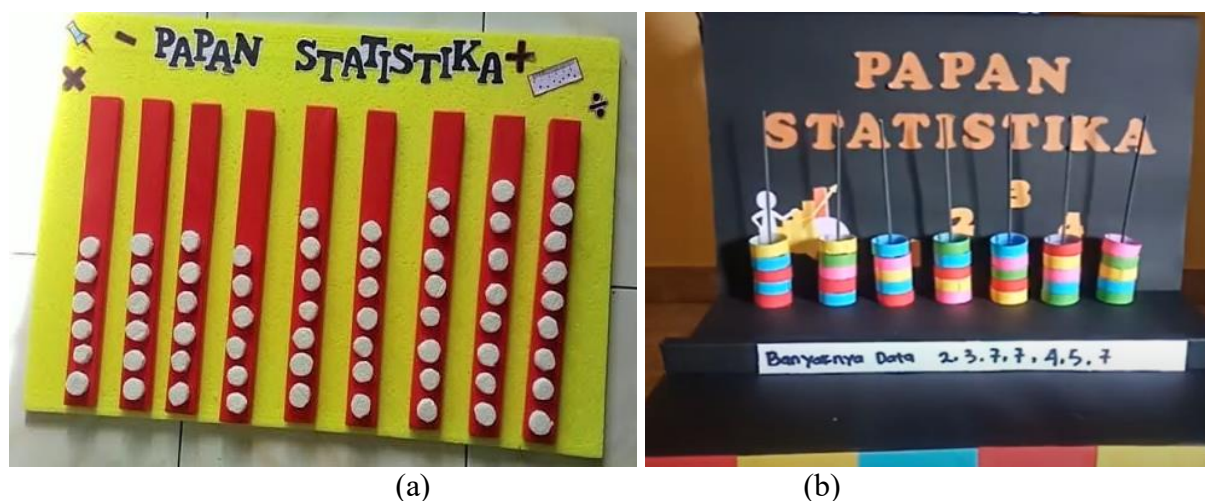 PAPAN STATISTIKA
PAPAN
STATISTIKA
3
2
4
Banyaknya Data 2, 3, 7, 7, 4, 5, 7
(a)
(b)